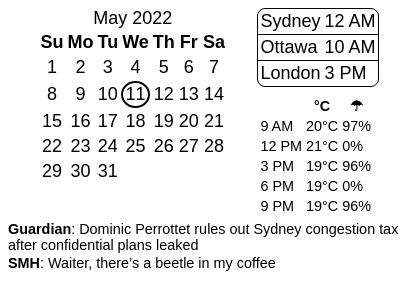 May 2022
Su Mo Tu We Th Fr Sa
1 2 3 4 5 6 7
8 9 10 11 12 13 14
15 16 17 18 19 20 21
22 23 24 25 26 27 28
29 30 31
Sydney 12 AM
Ottawa 10 AM
London 3 PM
°C ☂
9 AM 20°C 97%
12 PM 21°C 0%
3 PM 19°C 96%
6 PM 19°C 0%
9 PM 19°C 96%
Guardian: Dominic Perrottet rules out Sydney congestion tax
after confidential plans leaked
SMH: Waiter, there’s a beetle in my coffee